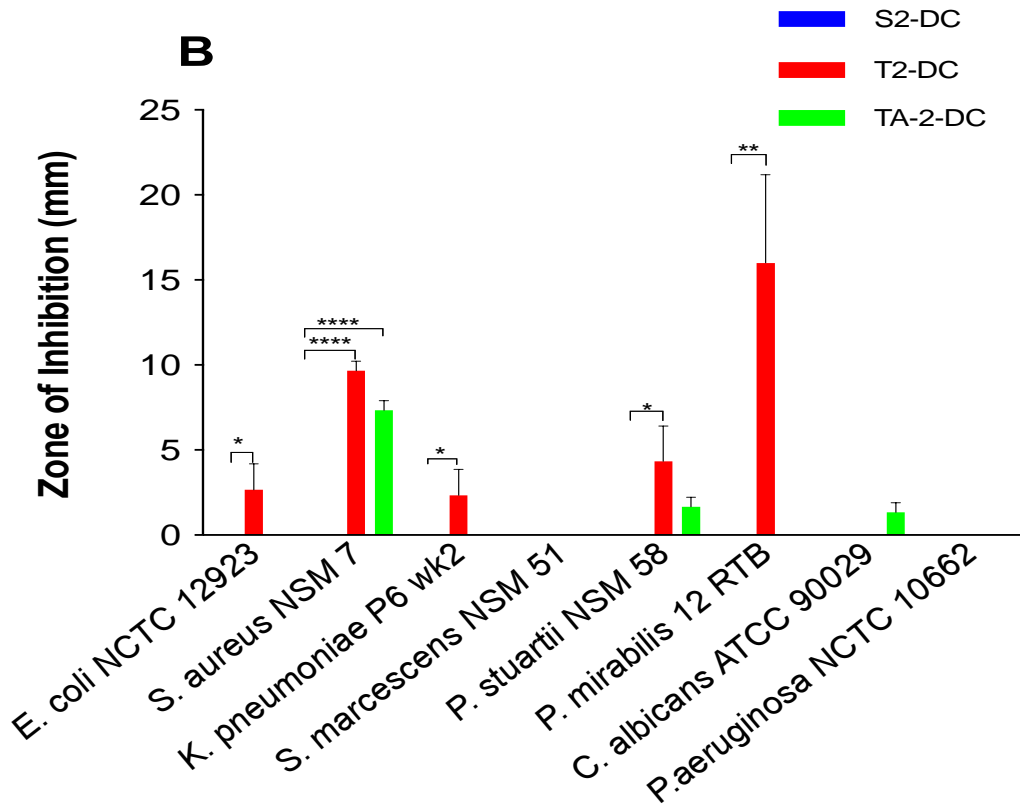 S2-DC
T2-DC
TA-2-DC
B
Zone of Inhibition (mm)
25
20
15
10
5
0
*
****
****
*
*
**
E. coli NCTC 12923
S. aureus NSM 7
K. pneumoniae P6 wk2
S. marcescens NSM 51
P. stuartii NSM 58
P. mirabilis 12 RTB
C. albicans ATCC 90029
P.aeruginosa NCTC 10662